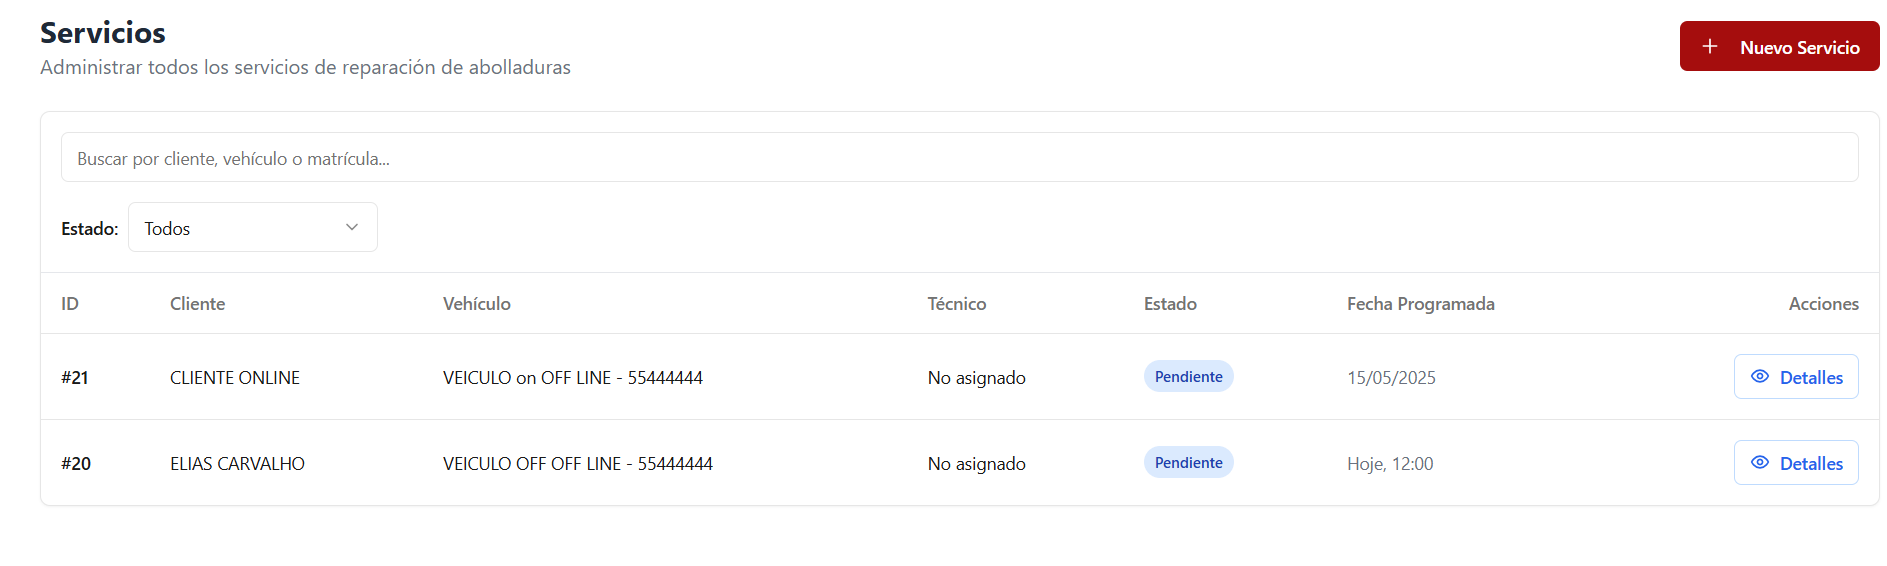 Servicios
Administrar todos los servicios de reparación de abolladuras
Nuevo Servicio
Buscar por cliente, vehículo o matrícula...
Estado: Todos
ID Cliente Vehículo Técnico Estado Fecha Programada Acciones
#21 CLIENTE ONLINE VEICULO on OFF LINE - 55444444 No asignado Pendiente 15/05/2025 Detalles
#20 ELIAS CARVALHO VEICULO OFF OFF LINE - 55444444 No asignado Pendiente Hoje, 12:00 Detalles